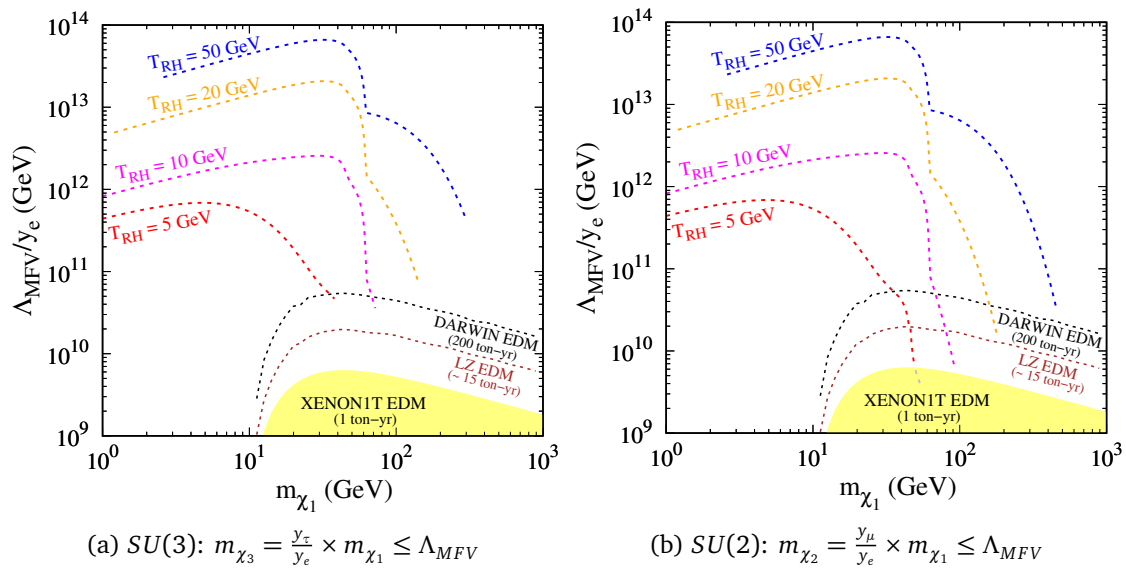 10^14
10^13
10^12
10^11
10^10
10^9
Λ_MFV/y_e (GeV)
T_RH = 50 GeV
T_RH = 20 GeV
T_RH = 10 GeV
T_RH = 5 GeV
DARWIN EDM
(200 ton−yr)
LZ EDM
(~ 15 ton−yr)
XENON1T EDM
(1 ton−yr)
10^0 10^1 10^2 10^3
m_χ1 (GeV)
(a) SU(3): m_χ3 = y_τ/y_e × m_χ1 ≤ Λ_MFV
10^14
10^13
10^12
10^11
10^10
10^9
Λ_MFV/y_e (GeV)
T_RH = 50 GeV
T_RH = 20 GeV
T_RH = 10 GeV
T_RH = 5 GeV
DARWIN EDM
(200 ton−yr)
LZ EDM
(~ 15 ton−yr)
XENON1T EDM
(1 ton−yr)
10^0 10^1 10^2 10^3
m_χ1 (GeV)
(b) SU(2): m_χ2 = y_μ/y_e × m_χ1 ≤ Λ_MFV